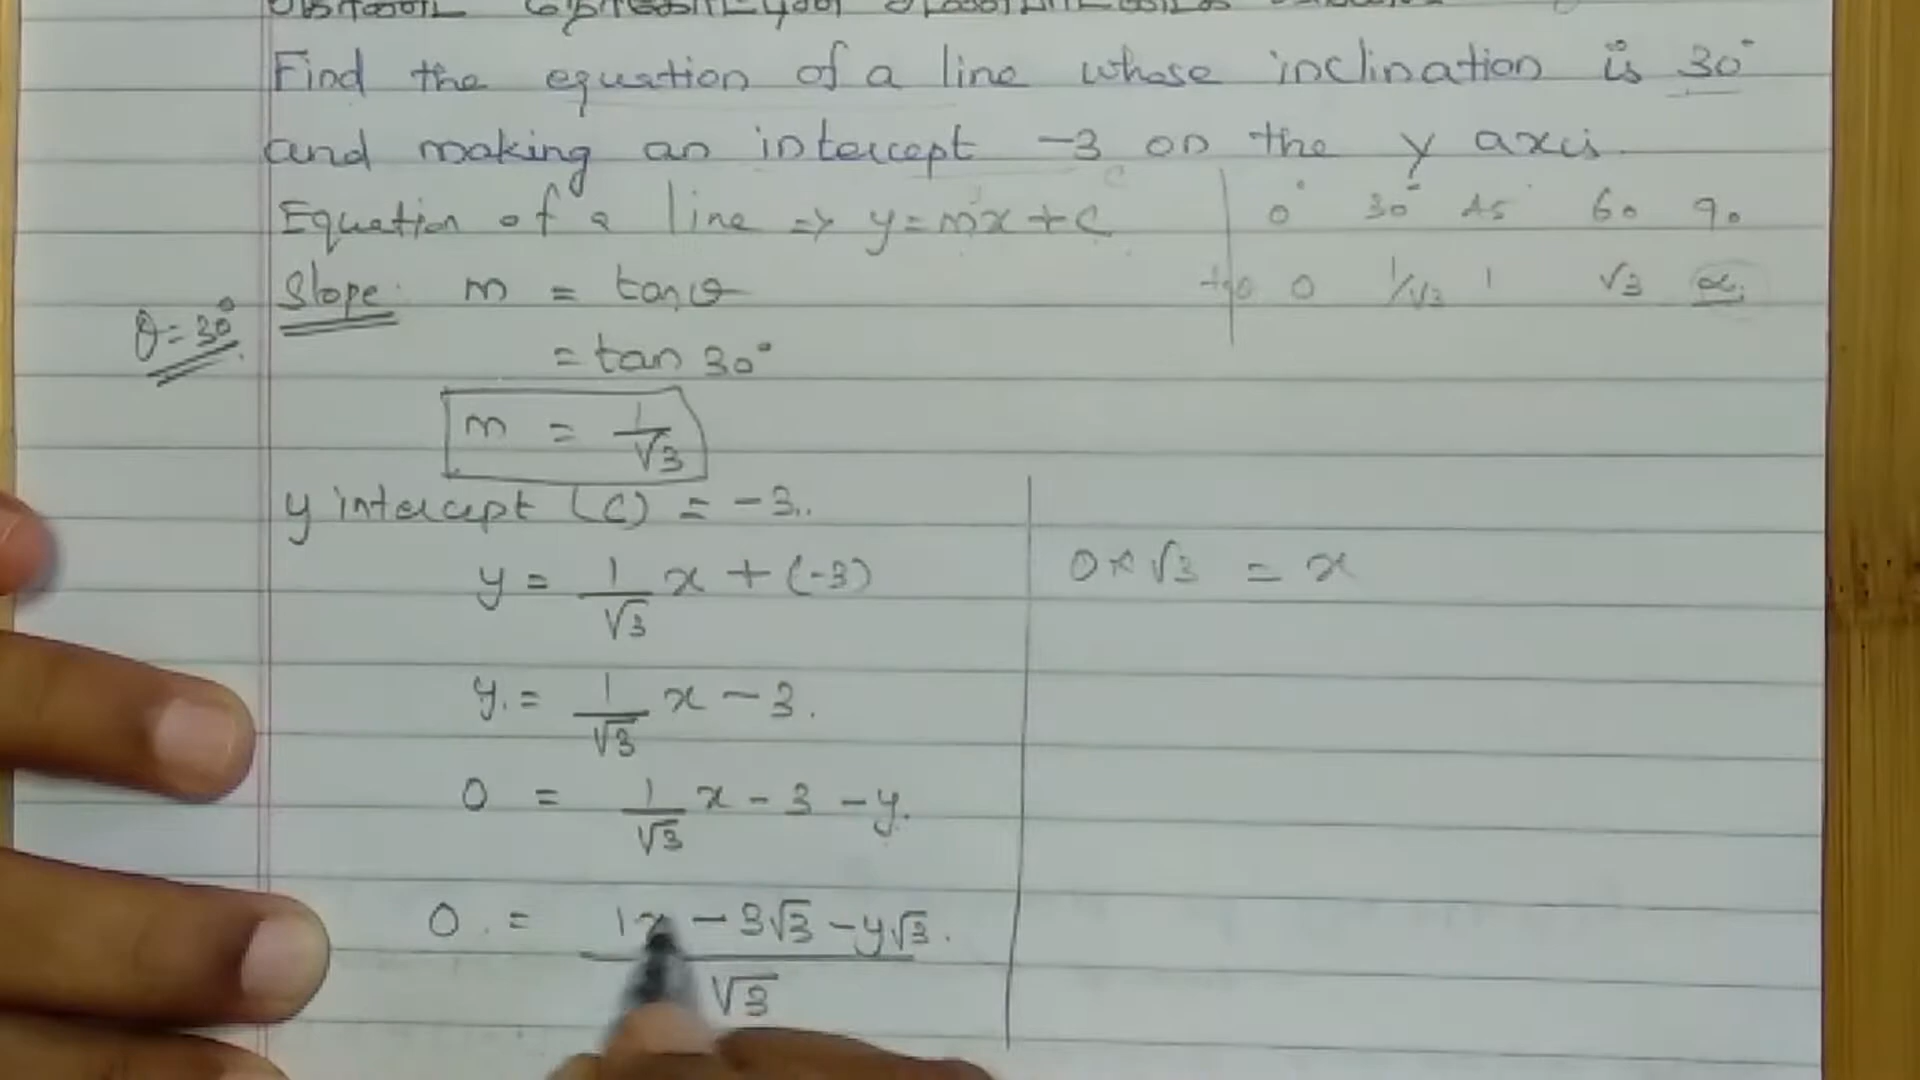 Find the equation of a line whose inclination is 30°
and making an intercept -3 on the y axis.
Equation of a line => y=mx+c
0° 30° 45 60 90
Slope: m = tanθ
tanθ 0 1/√3 1 √3 ∝
θ=30°
= tan 30°
m = 1/√3
y intercept (C) = -3.
y = 1/√3 x + (-3)
0×√3 = x
y = 1/√3 x - 3.
0 = 1/√3 x - 3 - y.
0 = 1x - 3√3 - y√3. / √3